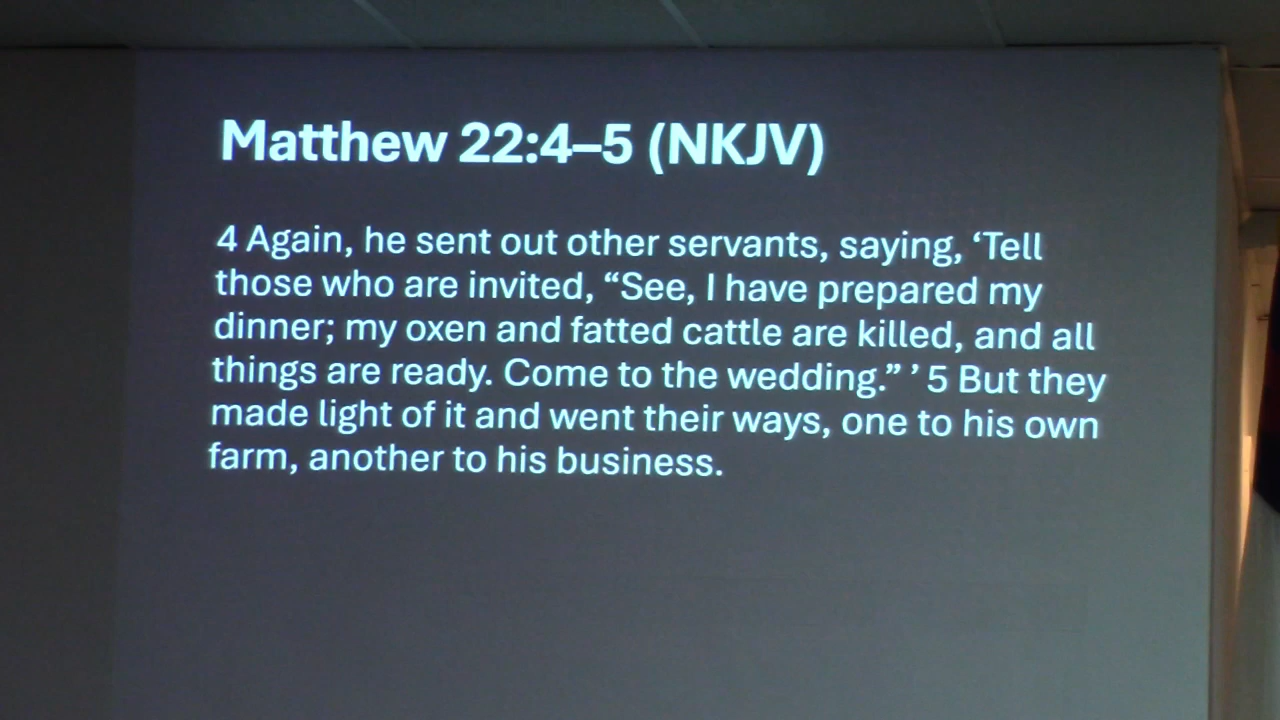 Matthew 22:4–5 (NKJV)
4 Again, he sent out other servants, saying, ‘Tell
those who are invited, “See, I have prepared my
dinner; my oxen and fatted cattle are killed, and all
things are ready. Come to the wedding.” ’ 5 But they
made light of it and went their ways, one to his own
farm, another to his business.